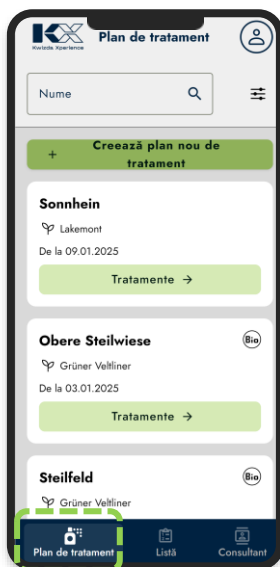 KX
Kwizda Xpertence
Plan de tratament
Nume
+ Creează plan nou de
tratament
Sonnhein
Lakemont
De la 09.01.2025
Tratamente →
Obere Steilwiese
Bio
Grüner Veltliner
De la 03.01.2025
Tratamente →
Steilfeld
Bio
Grüner Veltliner
Plan de tratament
Listă
Consultant